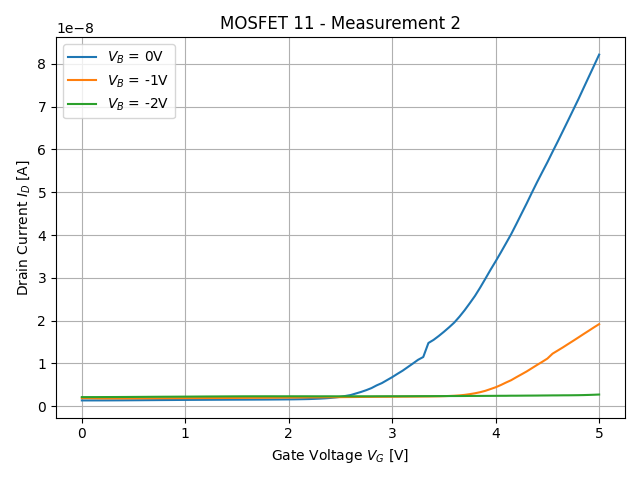 MOSFET 11 - Measurement 2
1e−8
V_B = 0V
V_B = -1V
V_B = -2V
8
7
6
5
4
3
2
1
0
Drain Current I_D [A]
0 1 2 3 4 5
Gate Voltage V_G [V]